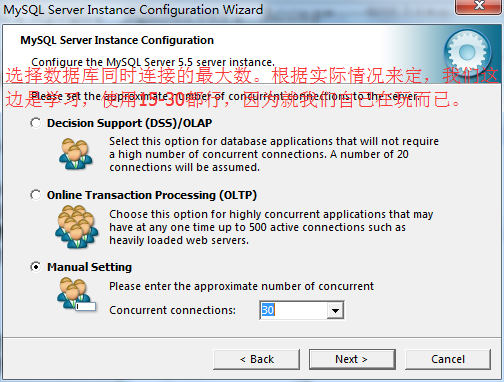 MySQL Server Instance Configuration Wizard
MySQL Server Instance Configuration
Configure the MySQL Server 5.5 server instance.
选择数据库同时连接的最大数。根据实际情况来定，我们这
边是学习，使用15-30都行，因为就我们自己在玩而已。
Please set the approximate number of concurrent connections to the server.
Decision Support (DSS)/OLAP
Select this option for database applications that will not require
a high number of concurrent connections. A number of 20
connections will be assumed.
Online Transaction Processing (OLTP)
Choose this option for highly concurrent applications that may
have at any one time up to 500 active connections such as
heavily loaded web servers.
Manual Setting
Please enter the approximate number of concurrent
Concurrent connections:
30
< Back
Next >
Cancel